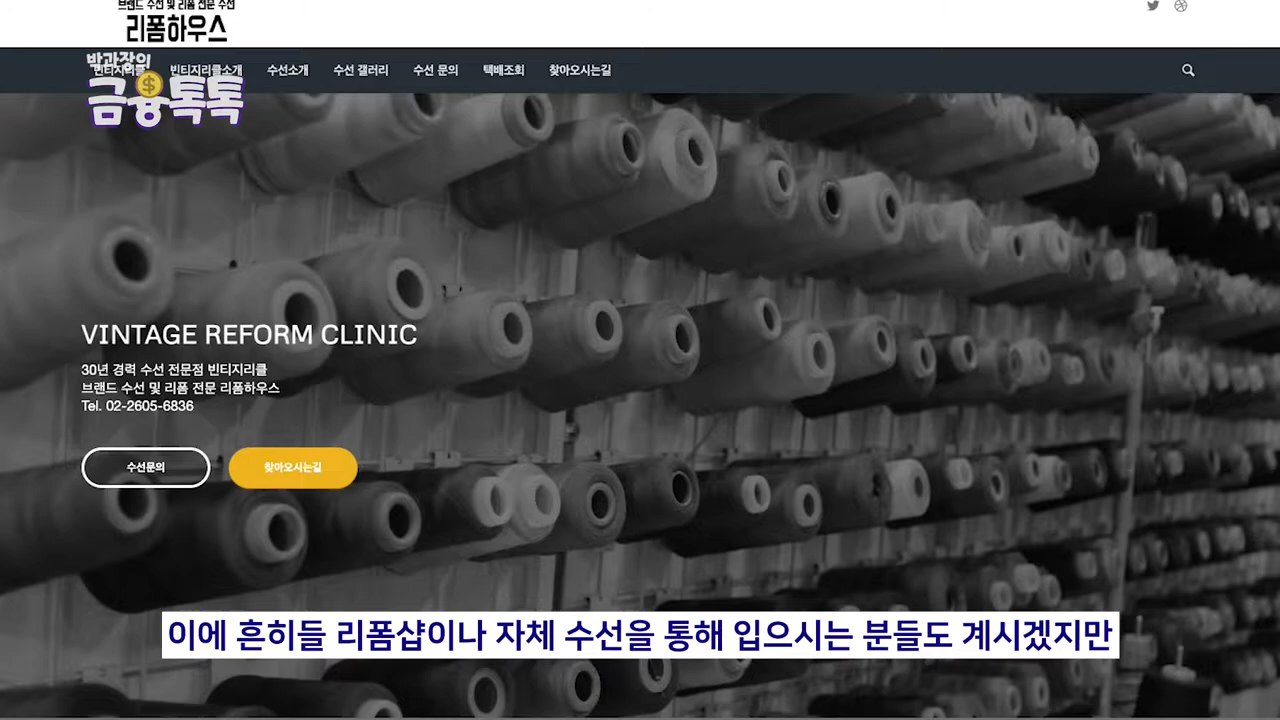 브랜드 수선 및 리폼 전문 수선
리폼하우스
박과장의
금융톡톡
빈티지리클 빈티지리클소개 수선소개 수선 갤러리 수선 문의 택배조회 찾아오시는길
VINTAGE REFORM CLINIC
30년 경력 수선 전문점 빈티지리클
브랜드 수선 및 리폼 전문 리폼하우스
Tel. 02-2605-6836
수선문의 찾아오시는길
이에 흔히들 리폼샵이나 자체 수선을 통해 입으시는 분들도 계시겠지만